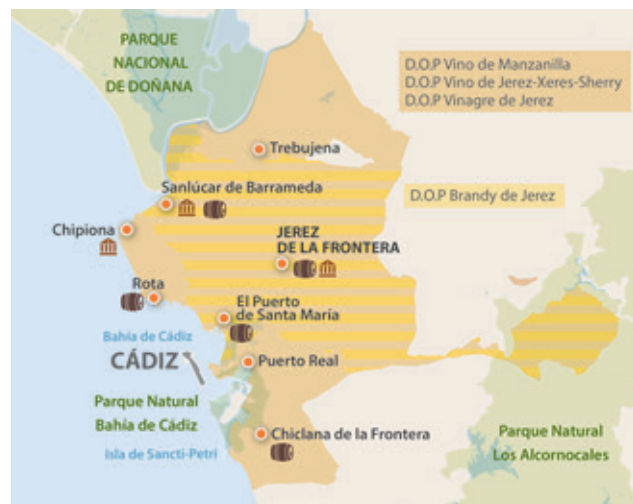 PARQUE
NACIONAL
DE DOÑANA
D.O.P Vino de Manzanilla
D.O.P Vino de Jerez-Xeres-Sherry
D.O.P Vinagre de Jerez
Trebujena
Sanlúcar de Barrameda
D.O.P Brandy de Jerez
Chipiona
JEREZ
DE LA FRONTERA
Rota
El Puerto
de Santa María
Bahía de Cádiz
CÁDIZ
Puerto Real
Parque Natural
Bahía de Cádiz
Chiclana de la Frontera
Isla de Sancti-Petri
Parque Natural
Los Alcornocales